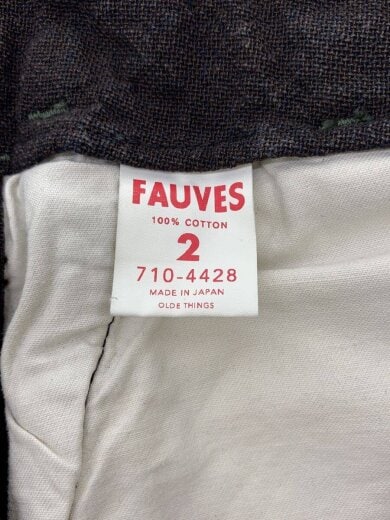 FAUVES
100% COTTON
2
710-4428
MADE IN JAPAN
OLDE THINGS